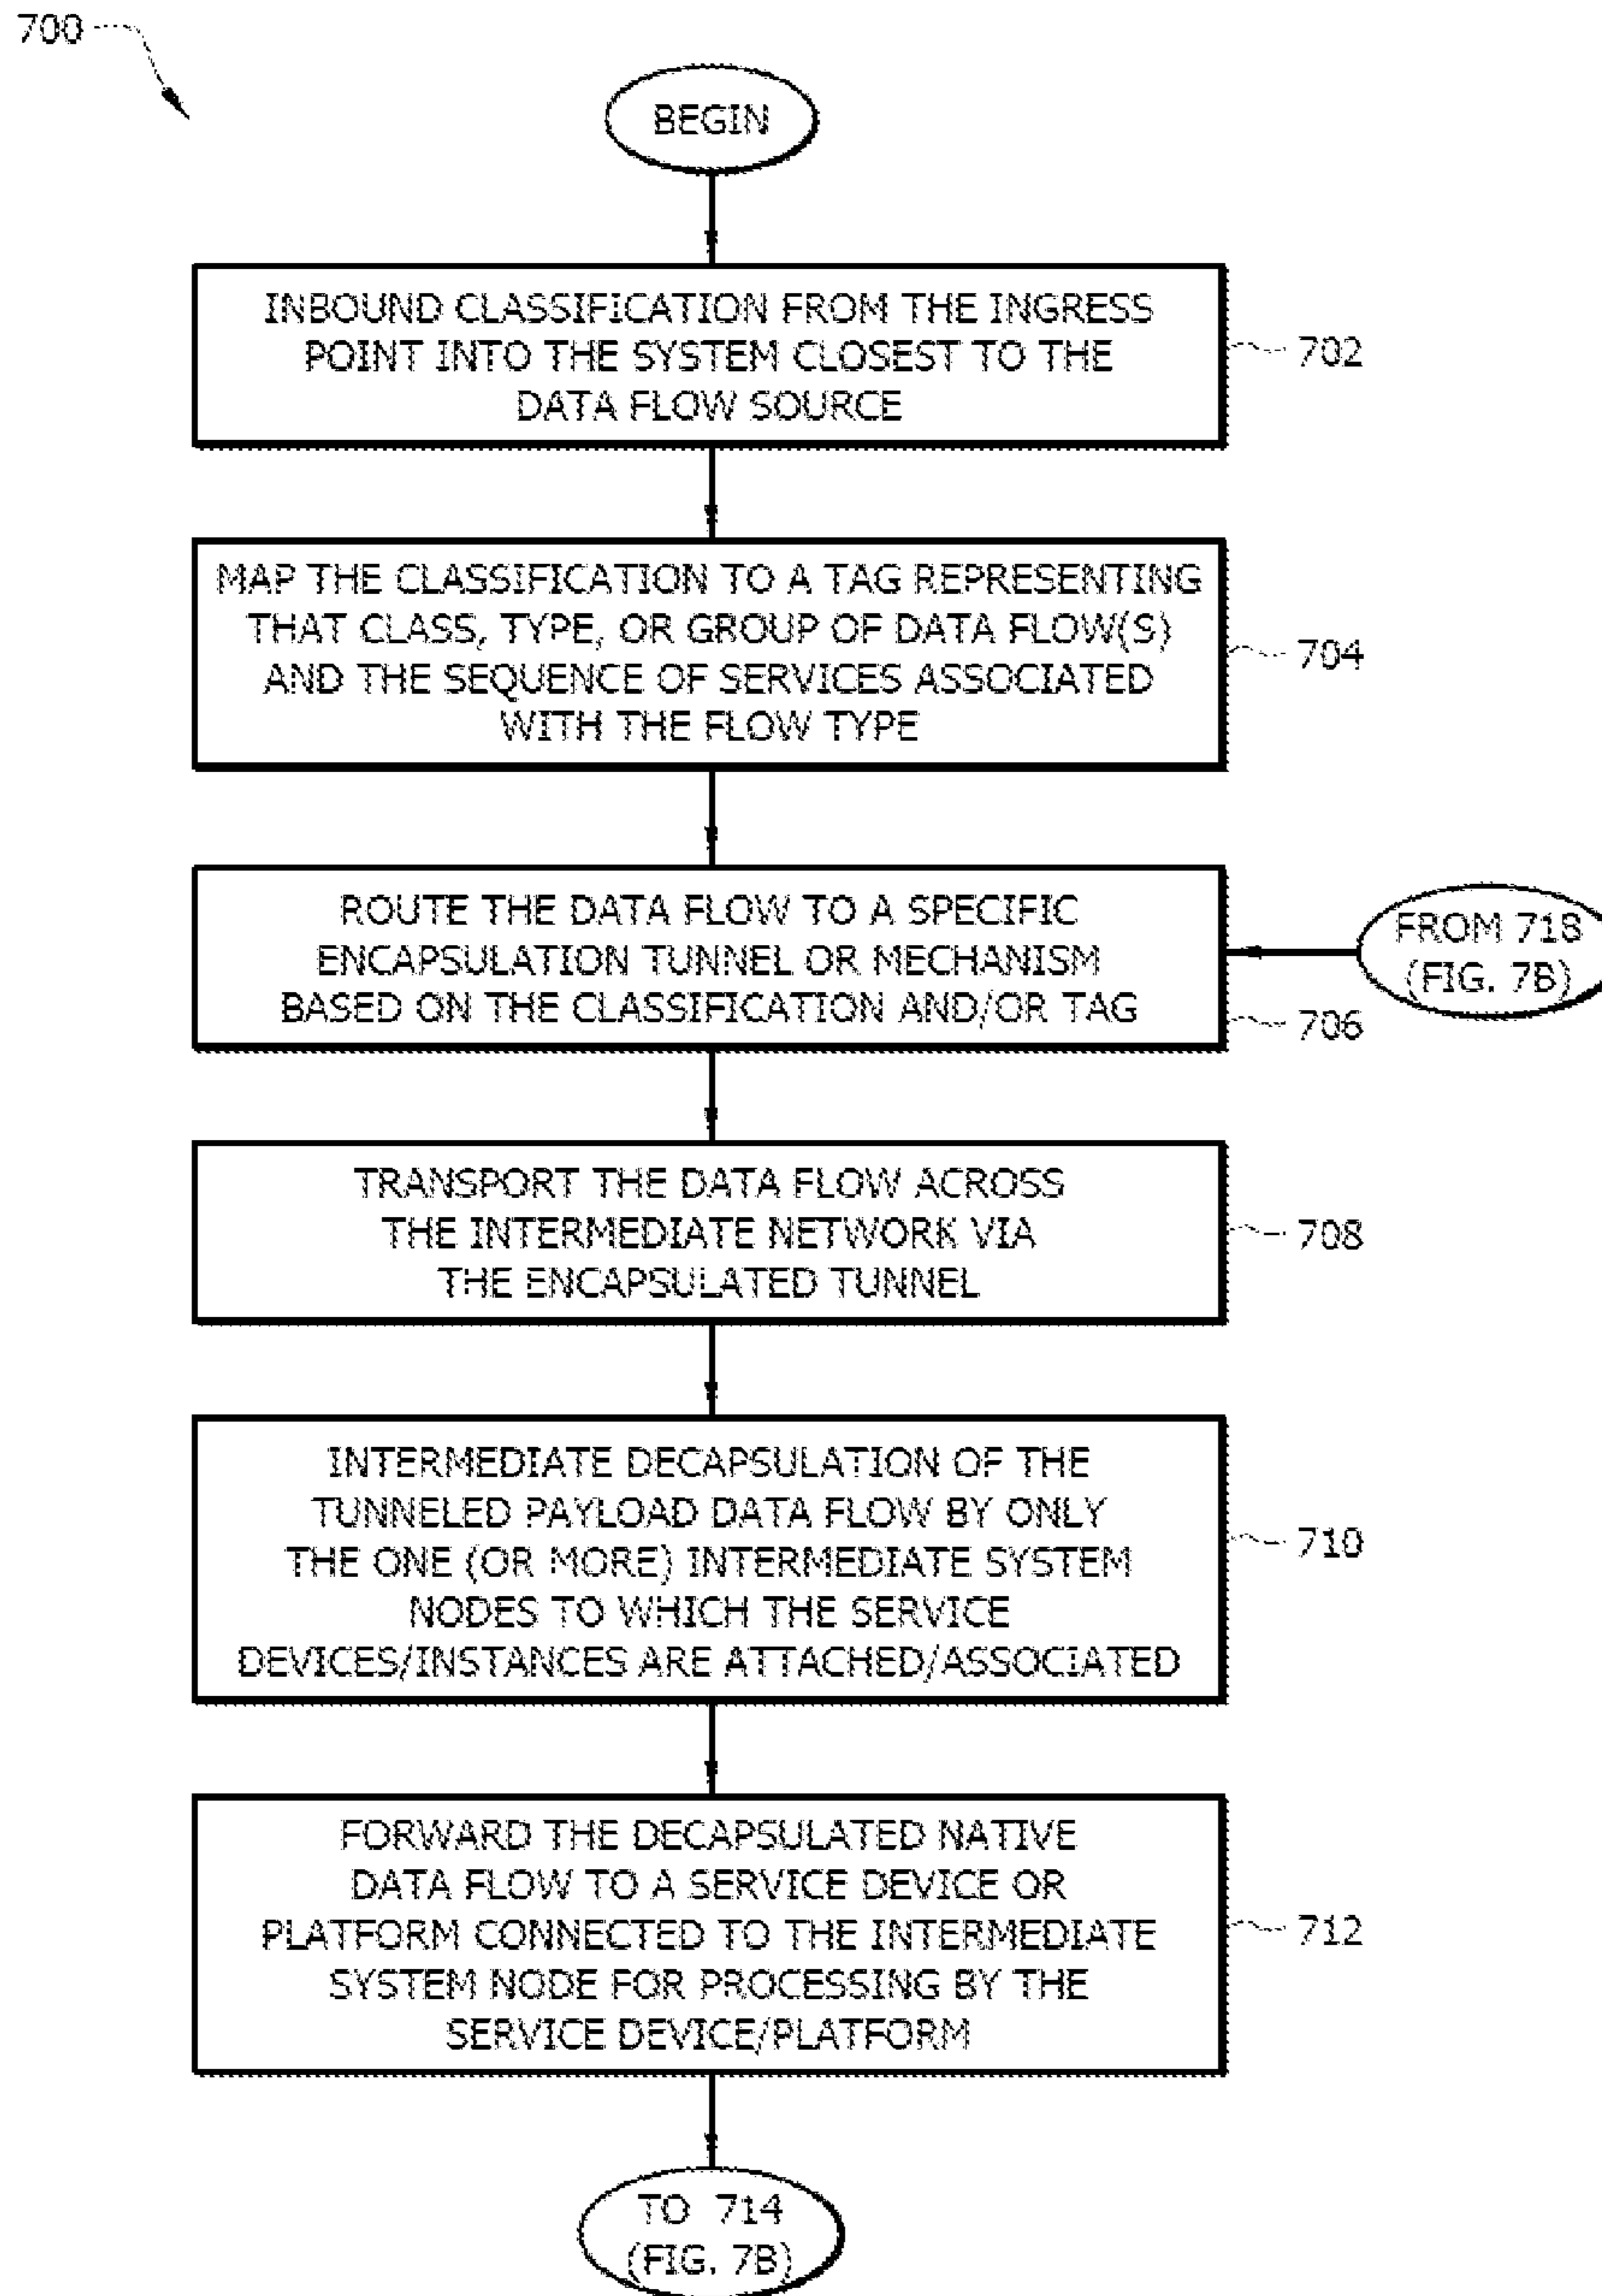 700
BEGIN
INBOUND CLASSIFICATION FROM THE INGRESS
POINT INTO THE SYSTEM CLOSEST TO THE
DATA FLOW SOURCE
702
MAP THE CLASSIFICATION TO A TAG REPRESENTING
THAT CLASS, TYPE, OR GROUP OF DATA FLOW(S)
AND THE SEQUENCE OF SERVICES ASSOCIATED
WITH THE FLOW TYPE
704
ROUTE THE DATA FLOW TO A SPECIFIC
ENCAPSULATION TUNNEL OR MECHANISM
BASED ON THE CLASSIFICATION AND/OR TAG
FROM 718
(FIG. 7B)
706
TRANSPORT THE DATA FLOW ACROSS
THE INTERMEDIATE NETWORK VIA
THE ENCAPSULATED TUNNEL
708
INTERMEDIATE DECAPSULATION OF THE
TUNNELED PAYLOAD DATA FLOW BY ONLY
THE ONE (OR MORE) INTERMEDIATE SYSTEM
NODES TO WHICH THE SERVICE
DEVICES/INSTANCES ARE ATTACHED/ASSOCIATED
710
FORWARD THE DECAPSULATED NATIVE
DATA FLOW TO A SERVICE DEVICE OR
PLATFORM CONNECTED TO THE INTERMEDIATE
SYSTEM NODE FOR PROCESSING BY THE
SERVICE DEVICE/PLATFORM
712
TO 714
(FIG. 7B)